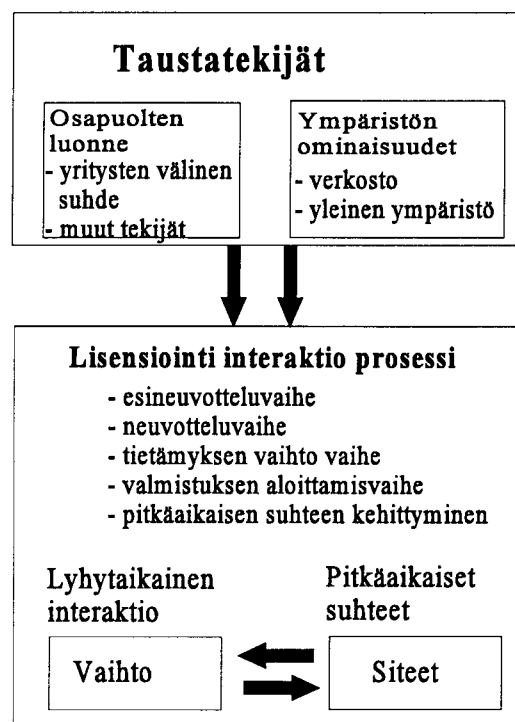 Taustatekijät
Osapuolten
luonne
- yritysten välinen
suhde
- muut tekijät
Ympäristön
ominaisuudet
- verkosto
- yleinen ympäristö
Lisensiointi interaktio prosessi
- esineuvotteluvaihe
- neuvotteluvaihe
- tietämyksen vaihto vaihe
- valmistuksen aloittamisvaihe
- pitkäaikaisen suhteen kehittyminen
Lyhytaikainen
interaktio
Pitkäaikaiset
suhteet
Vaihto
Siteet